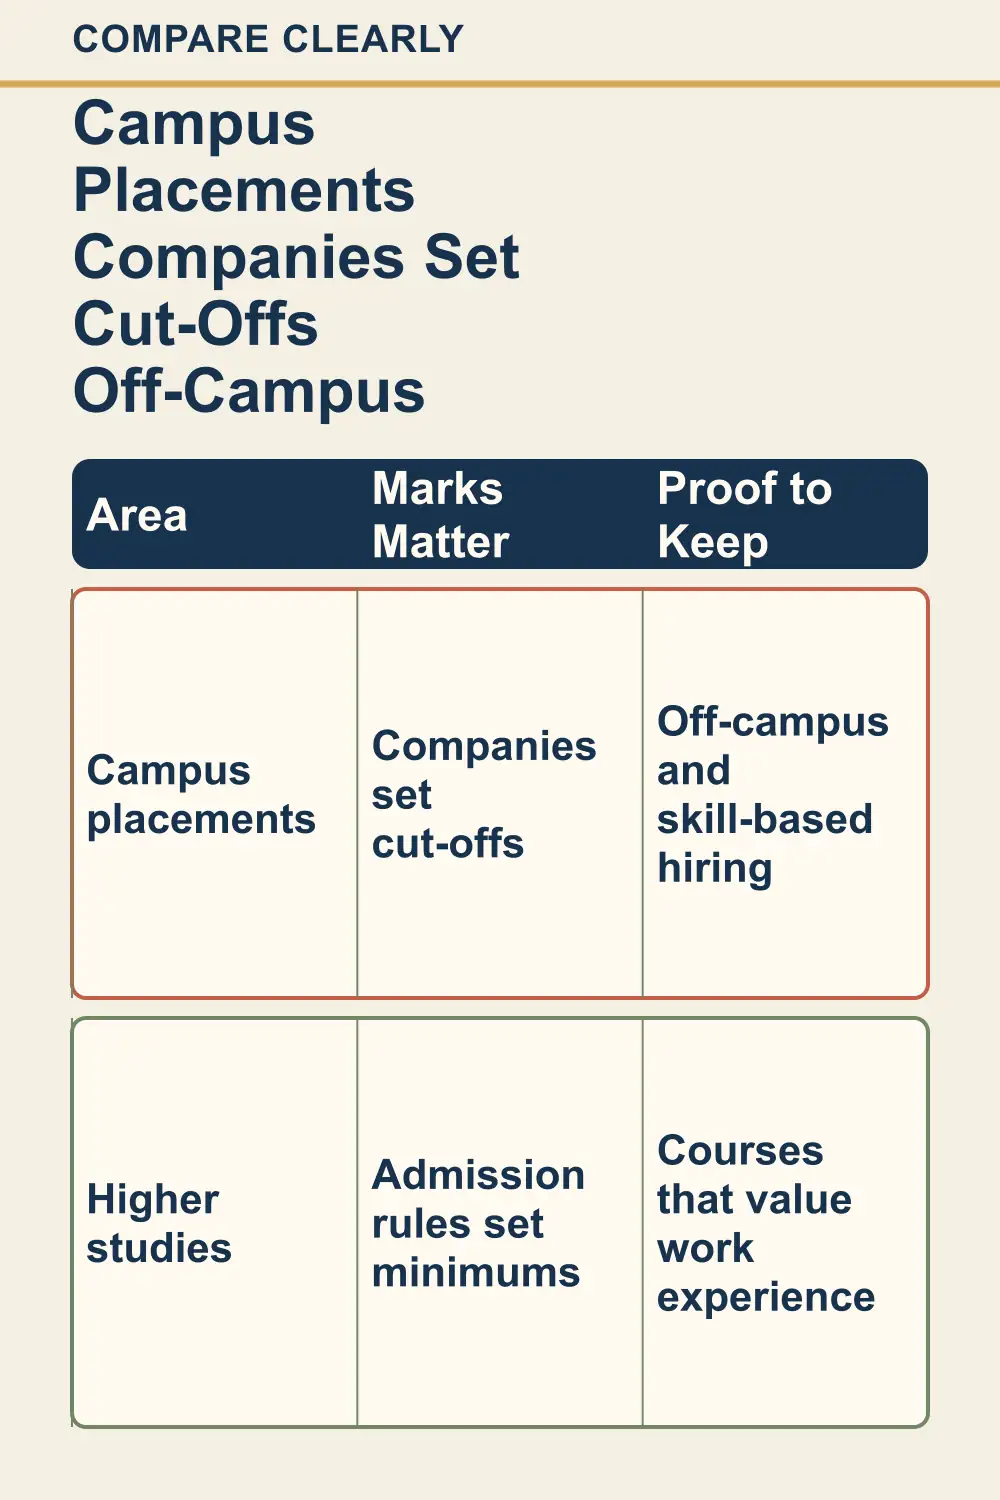 COMPARE CLEARLY
Campus
Placements
Companies Set
Cut-Offs
Off-Campus
Area
Marks
Matter
Proof to
Keep
Campus
placements
Companies
set
cut-offs
Off-campus
and
skill-based
hiring
Higher
studies
Admission
rules set
minimums
Courses
that value
work
experience